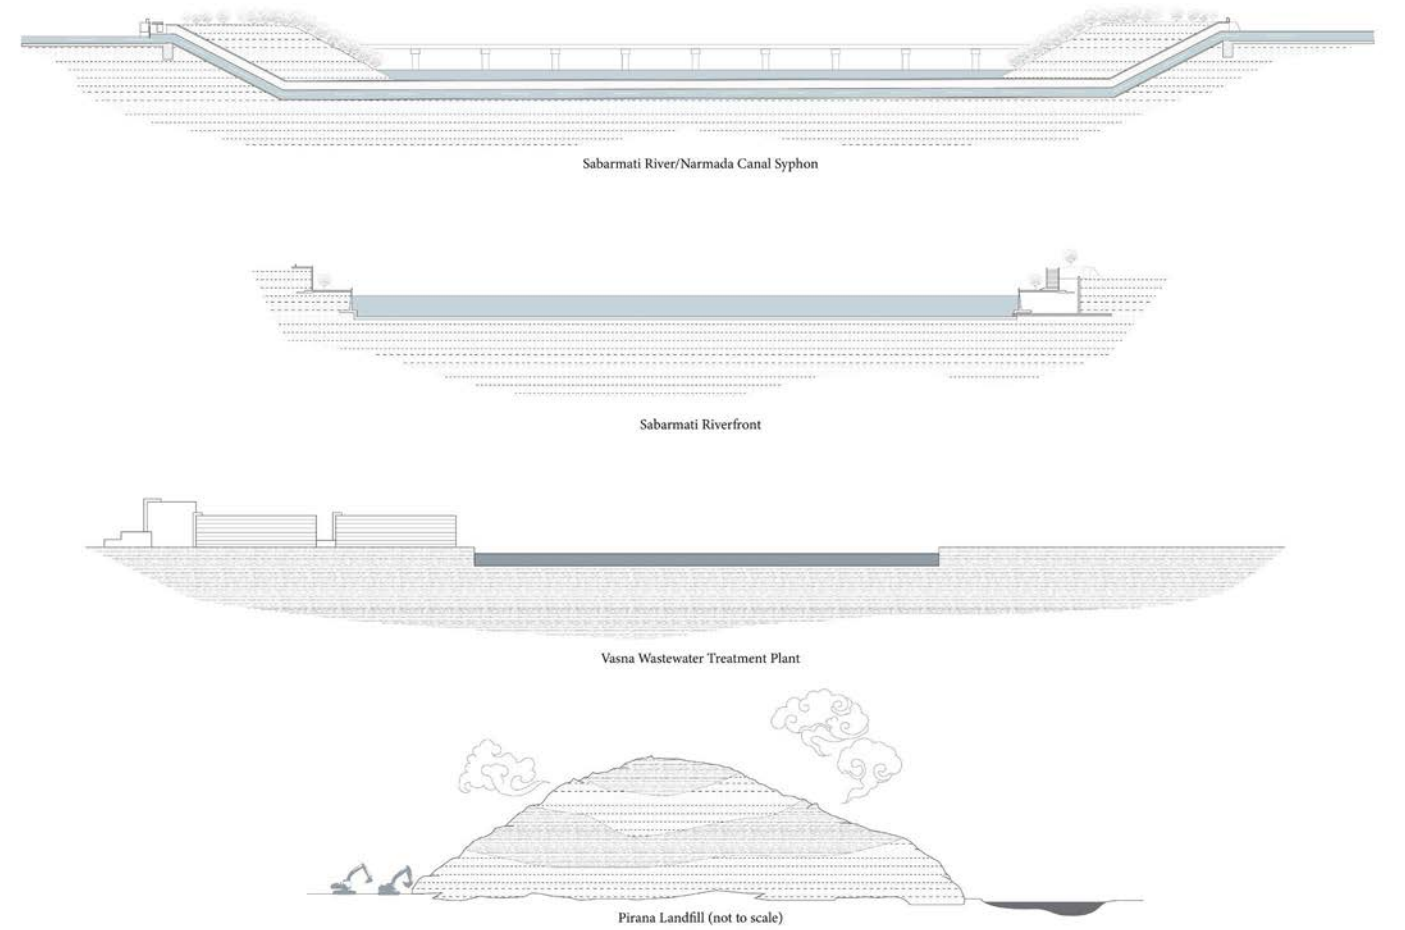 Sabarmati River/Narmada Canal Syphon
Sabarmati Riverfront
Vasna Wastewater Treatment Plant
Pirana Landfill (not to scale)